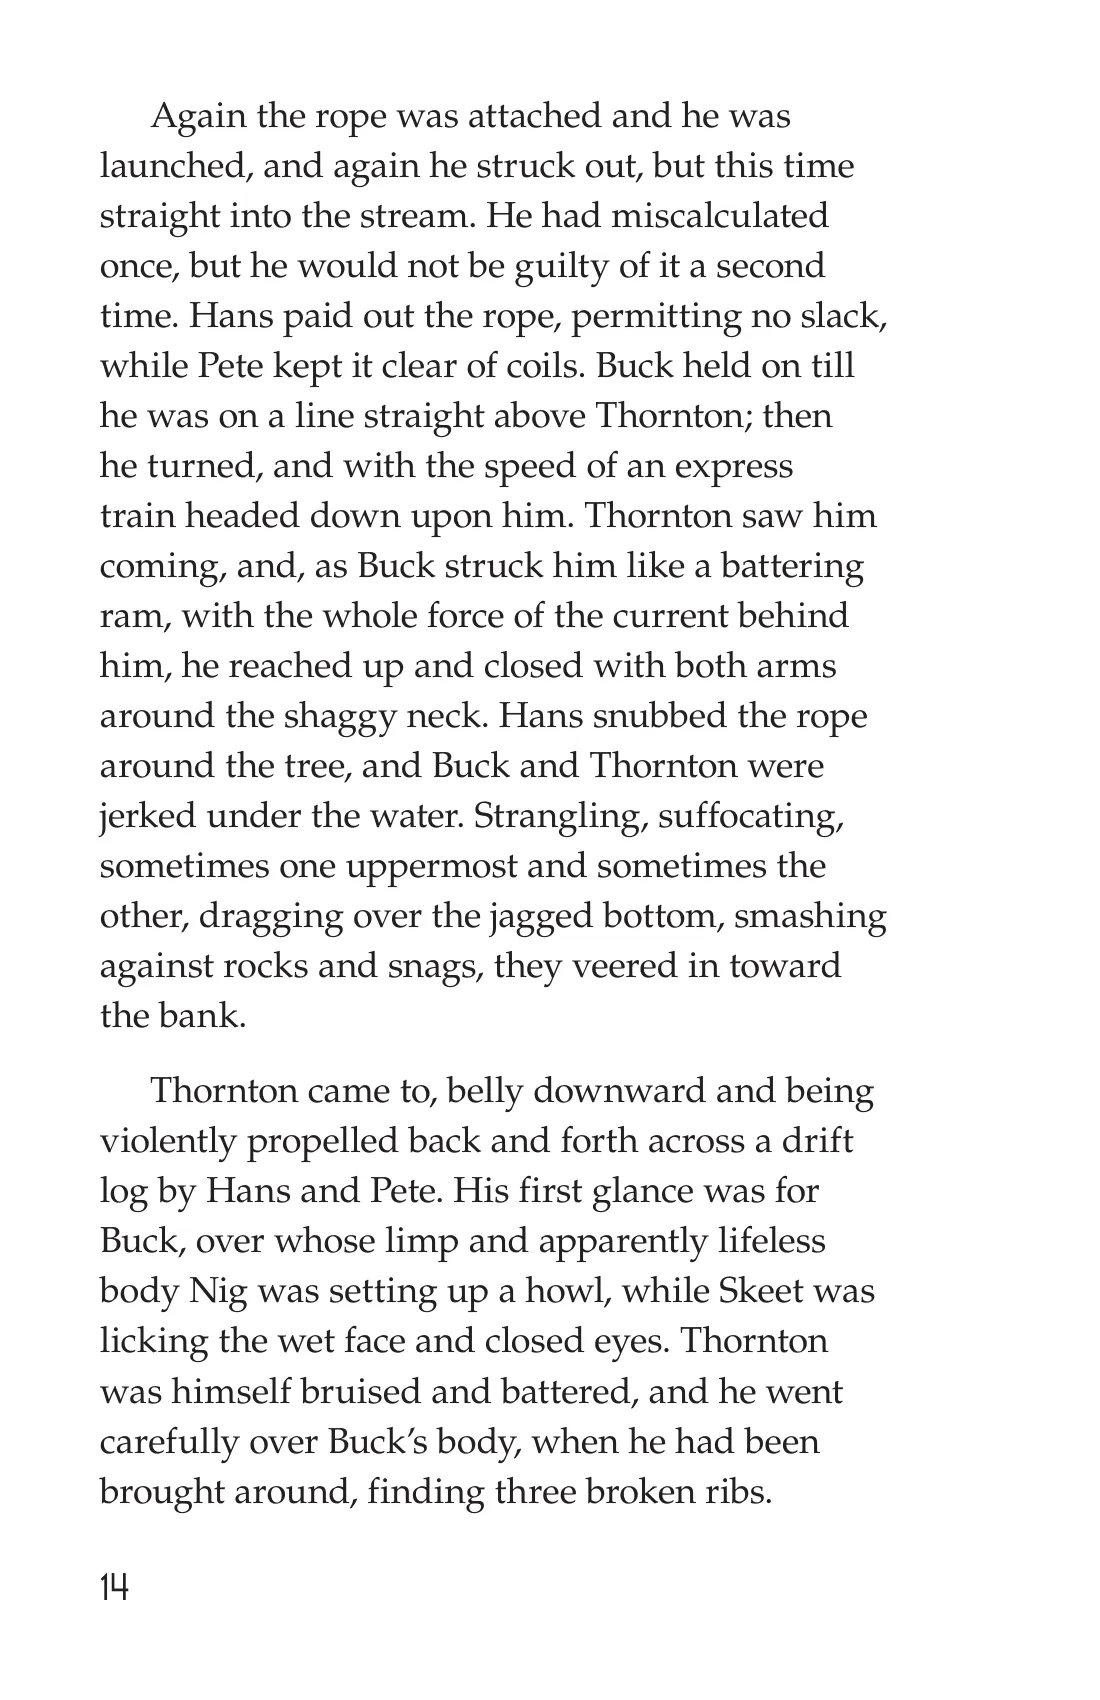 Again the rope was attached and he was
launched, and again he struck out, but this time
straight into the stream. He had miscalculated
once, but he would not be guilty of it a second
time. Hans paid out the rope, permitting no slack,
while Pete kept it clear of coils. Buck held on till
he was on a line straight above Thornton; then
he turned, and with the speed of an express
train headed down upon him. Thornton saw him
coming, and, as Buck struck him like a battering
ram, with the whole force of the current behind
him, he reached up and closed with both arms
around the shaggy neck. Hans snubbed the rope
around the tree, and Buck and Thornton were
jerked under the water. Strangling, suffocating,
sometimes one uppermost and sometimes the
other, dragging over the jagged bottom, smashing
against rocks and snags, they veered in toward
the bank.
Thornton came to, belly downward and being
violently propelled back and forth across a drift
log by Hans and Pete. His first glance was for
Buck, over whose limp and apparently lifeless
body Nig was setting up a howl, while Skeet was
licking the wet face and closed eyes. Thornton
was himself bruised and battered, and he went
carefully over Buck’s body, when he had been
brought around, finding three broken ribs.
14